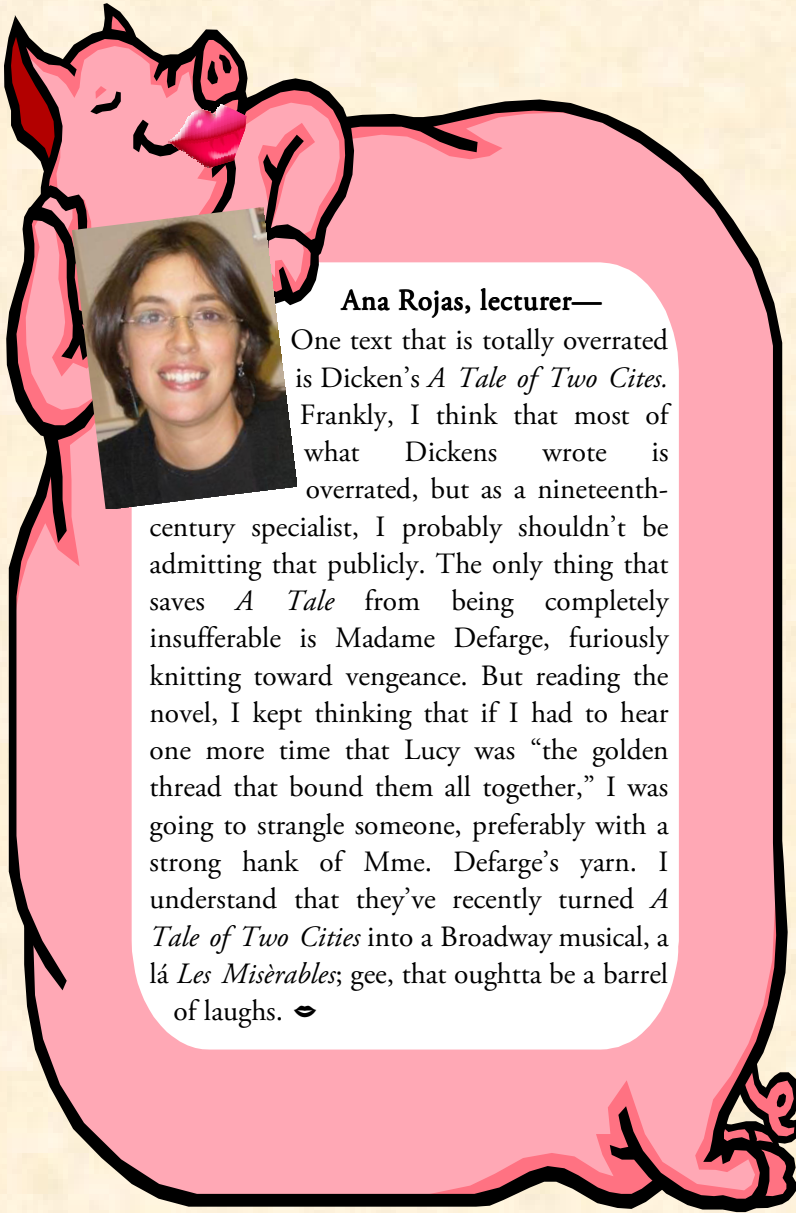 Ana Rojas, lecturer—
One text that is totally overrated
is Dicken’s A Tale of Two Cites.
Frankly, I think that most of
what Dickens wrote is
overrated, but as a nineteenth-
century specialist, I probably shouldn’t be
admitting that publicly. The only thing that
saves A Tale from being completely
insufferable is Madame Defarge, furiously
knitting toward vengeance. But reading the
novel, I kept thinking that if I had to hear
one more time that Lucy was “the golden
thread that bound them all together,” I was
going to strangle someone, preferably with a
strong hank of Mme. Defarge’s yarn. I
understand that they’ve recently turned A
Tale of Two Cities into a Broadway musical, a
lá Les Misèrables; gee, that oughtta be a barrel
of laughs.